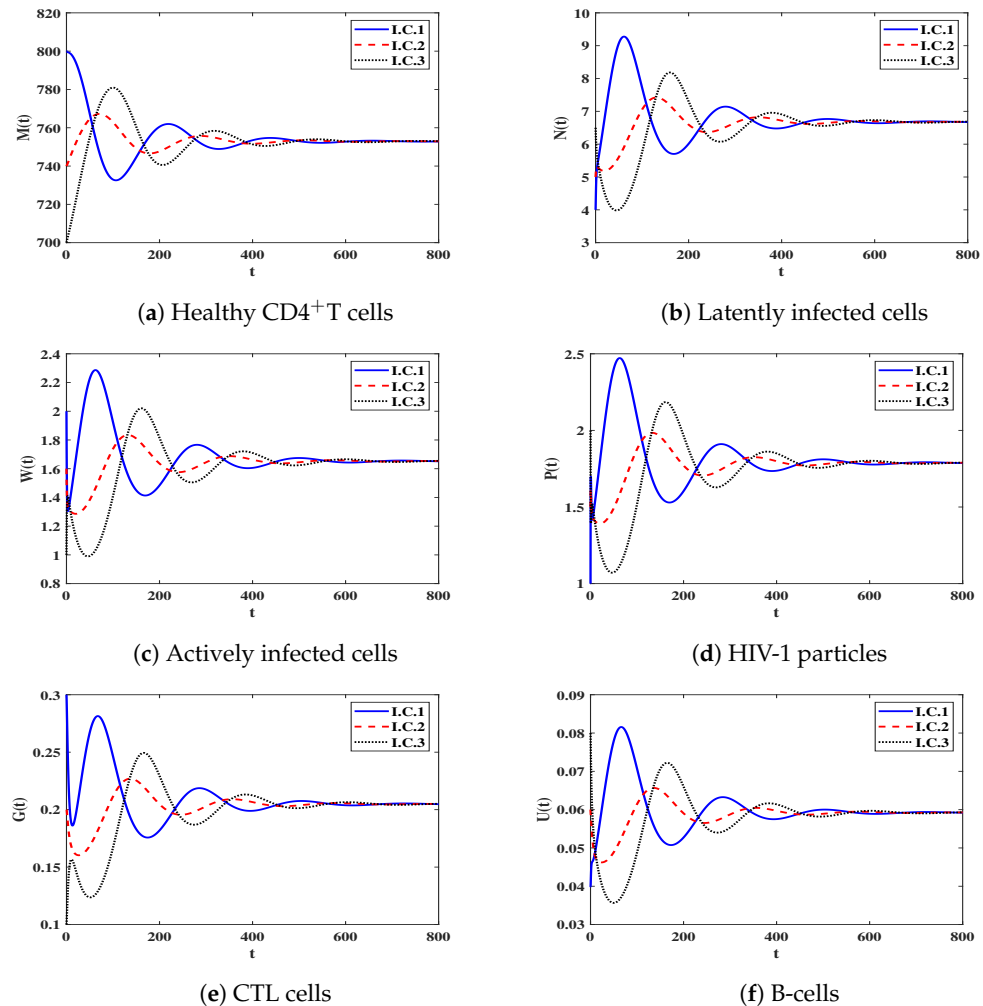 800
780
760
740
720
700
M(t)
0
200
400
600
800
t
I.C.1
I.C.2
I.C.3
(a) Healthy CD4+T cells
10
9
8
7
6
5
4
3
N(t)
0
200
400
600
800
t
I.C.1
I.C.2
I.C.3
(b) Latently infected cells
2.4
2.2
2
1.8
1.6
1.4
1.2
1
0.8
W(t)
0
200
400
600
800
t
I.C.1
I.C.2
I.C.3
(c) Actively infected cells
2.5
2
1.5
1
P(t)
0
200
400
600
800
t
I.C.1
I.C.2
I.C.3
(d) HIV-1 particles
0.3
0.25
0.2
0.15
0.1
G(t)
0
200
400
600
800
t
I.C.1
I.C.2
I.C.3
(e) CTL cells
0.09
0.08
0.07
0.06
0.05
0.04
0.03
U(t)
0
200
400
600
800
t
I.C.1
I.C.2
I.C.3
(f) B-cells